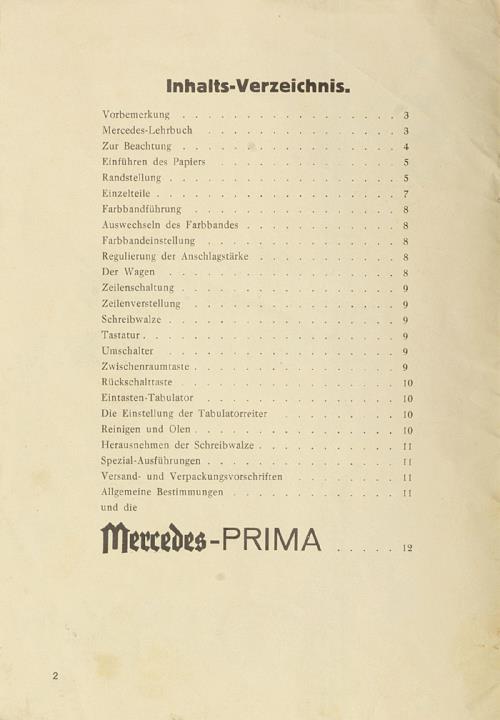 Inhalts-Verzeichnis.
Vorbemerkung . . . . . . . . . . . . . . . . . 3
Mercedes-Lehrbuch . . . . . . . . . . . . . . . 3
Zur Beachtung . . . . . . . . . . . . . . . . . 4
Einführen des Papiers . . . . . . . . . . . . . . 5
Randstellung . . . . . . . . . . . . . . . . . . 5
Einzelteile . . . . . . . . . . . . . . . . . . . 7
Farbbandführung . . . . . . . . . . . . . . . . 8
Auswechseln des Farbbandes . . . . . . . . . . . . 8
Farbbandeinstellung . . . . . . . . . . . . . . . 8
Regulierung der Anschlagstärke . . . . . . . . . . . 8
Der Wagen . . . . . . . . . . . . . . . . . . . 8
Zeilenschaltung . . . . . . . . . . . . . . . . . 9
Zeilenverstellung . . . . . . . . . . . . . . . . 9
Schreibwalze . . . . . . . . . . . . . . . . . . 9
Tastatur . . . . . . . . . . . . . . . . . . . . 9
Umschalter . . . . . . . . . . . . . . . . . . . 9
Zwischenraumtaste . . . . . . . . . . . . . . . . 9
Rückschalttaste . . . . . . . . . . . . . . . . . 10
Eintasten-Tabulator . . . . . . . . . . . . . . . 10
Die Einstellung der Tabulatorreiter . . . . . . . . . 10
Reinigen und Ölen . . . . . . . . . . . . . . . . 10
Herausnehmen der Schreibwalze . . . . . . . . . . . 11
Spezial-Ausführungen . . . . . . . . . . . . . . . 11
Versand- und Verpackungsvorschriften . . . . . . . . . 11
Allgemeine Bestimmungen . . . . . . . . . . . . . 11
und die
Mercedes-PRIMA . . . . . 12
2